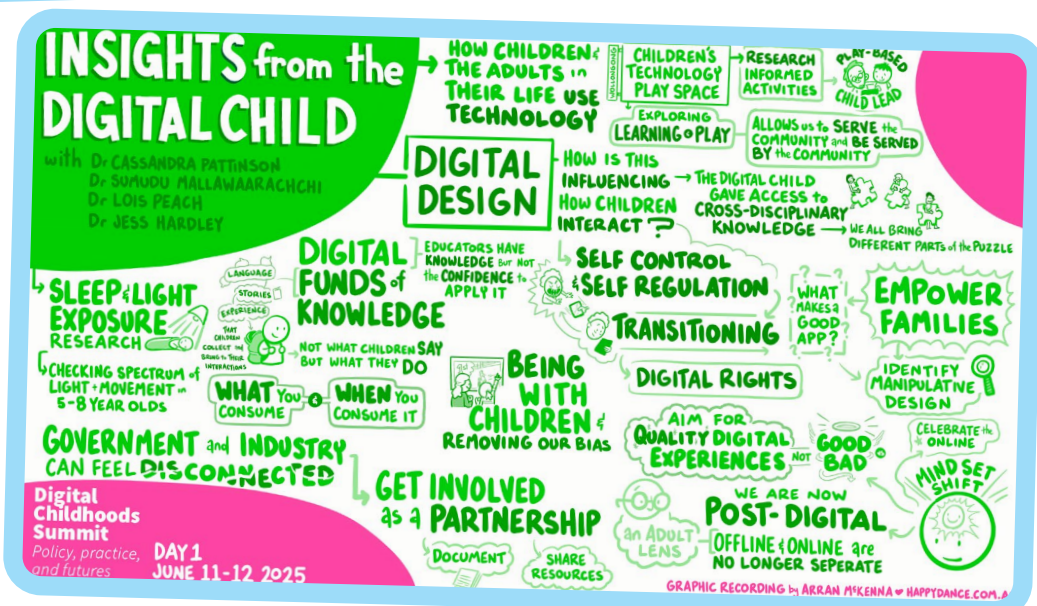 INSIGHTS from the
DIGITAL CHILD
with Dr CASSANDRA PATTINSON
Dr SUMUDU MALLAWAARACHCHI
Dr LOIS PEACH
Dr JESS HARDLEY
HOW CHILDREN &
THE ADULTS in
THEIR LIFE USE
TECHNOLOGY
WOLLONGONG
CHILDREN'S
TECHNOLOGY
PLAY SPACE
RESEARCH
INFORMED
ACTIVITIES
PLAY-BASED
CHILD LEAD
EXPLORING
LEARNING & PLAY
ALLOWS us to SERVE the
COMMUNITY and BE SERVED
BY the COMMUNITY
DIGITAL
DESIGN
HOW IS THIS
INFLUENCING
HOW CHILDREN
INTERACT?
THE DIGITAL CHILD
GAVE ACCESS to
CROSS-DISCIPLINARY
KNOWLEDGE
WE ALL BRING
DIFFERENT PARTS of the PUZZLE
SLEEP & LIGHT
EXPOSURE
RESEARCH
CHECKING SPECTRUM of
LIGHT + MOVEMENT in
5-8 YEAR OLDS
LANGUAGE
STORIES
EXPERIENCE
THAT
CHILDREN
COLLECT and
BRING to THEIR
INTERACTIONS
DIGITAL
FUNDS of
KNOWLEDGE
EDUCATORS HAVE
KNOWLEDGE BUT NOT
the CONFIDENCE to
APPLY IT
NOT WHAT CHILDREN SAY
BUT WHAT THEY DO
WHAT YOU
CONSUME
&
WHEN YOU
CONSUME IT
SELF CONTROL
& SELF REGULATION
TRANSITIONING
DIGITAL RIGHTS
WHAT
MAKES A
GOOD
APP?
EMPOWER
FAMILIES
IDENTIFY
MANIPULATIVE
DESIGN
BEING
WITH
CHILDREN &
REMOVING OUR BIAS
AIM FOR
QUALITY DIGITAL
EXPERIENCES
NOT
GOOD
BAD
CELEBRATE the
ONLINE
MIND SET
SHIFT
GOVERNMENT and INDUSTRY
CAN FEEL DISCONNECTED
GET INVOLVED
as a PARTNERSHIP
DOCUMENT
SHARE
RESOURCES
an ADULT
LENS
WE ARE NOW
POST-DIGITAL
OFFLINE & ONLINE are
NO LONGER SEPERATE
Digital
Childhoods
Summit
Policy, practice,
and futures
DAY 1
JUNE 11-12 2025
GRAPHIC RECORDING by ARRAN McKENNA ♥ HAPPYDANCE.COM.A